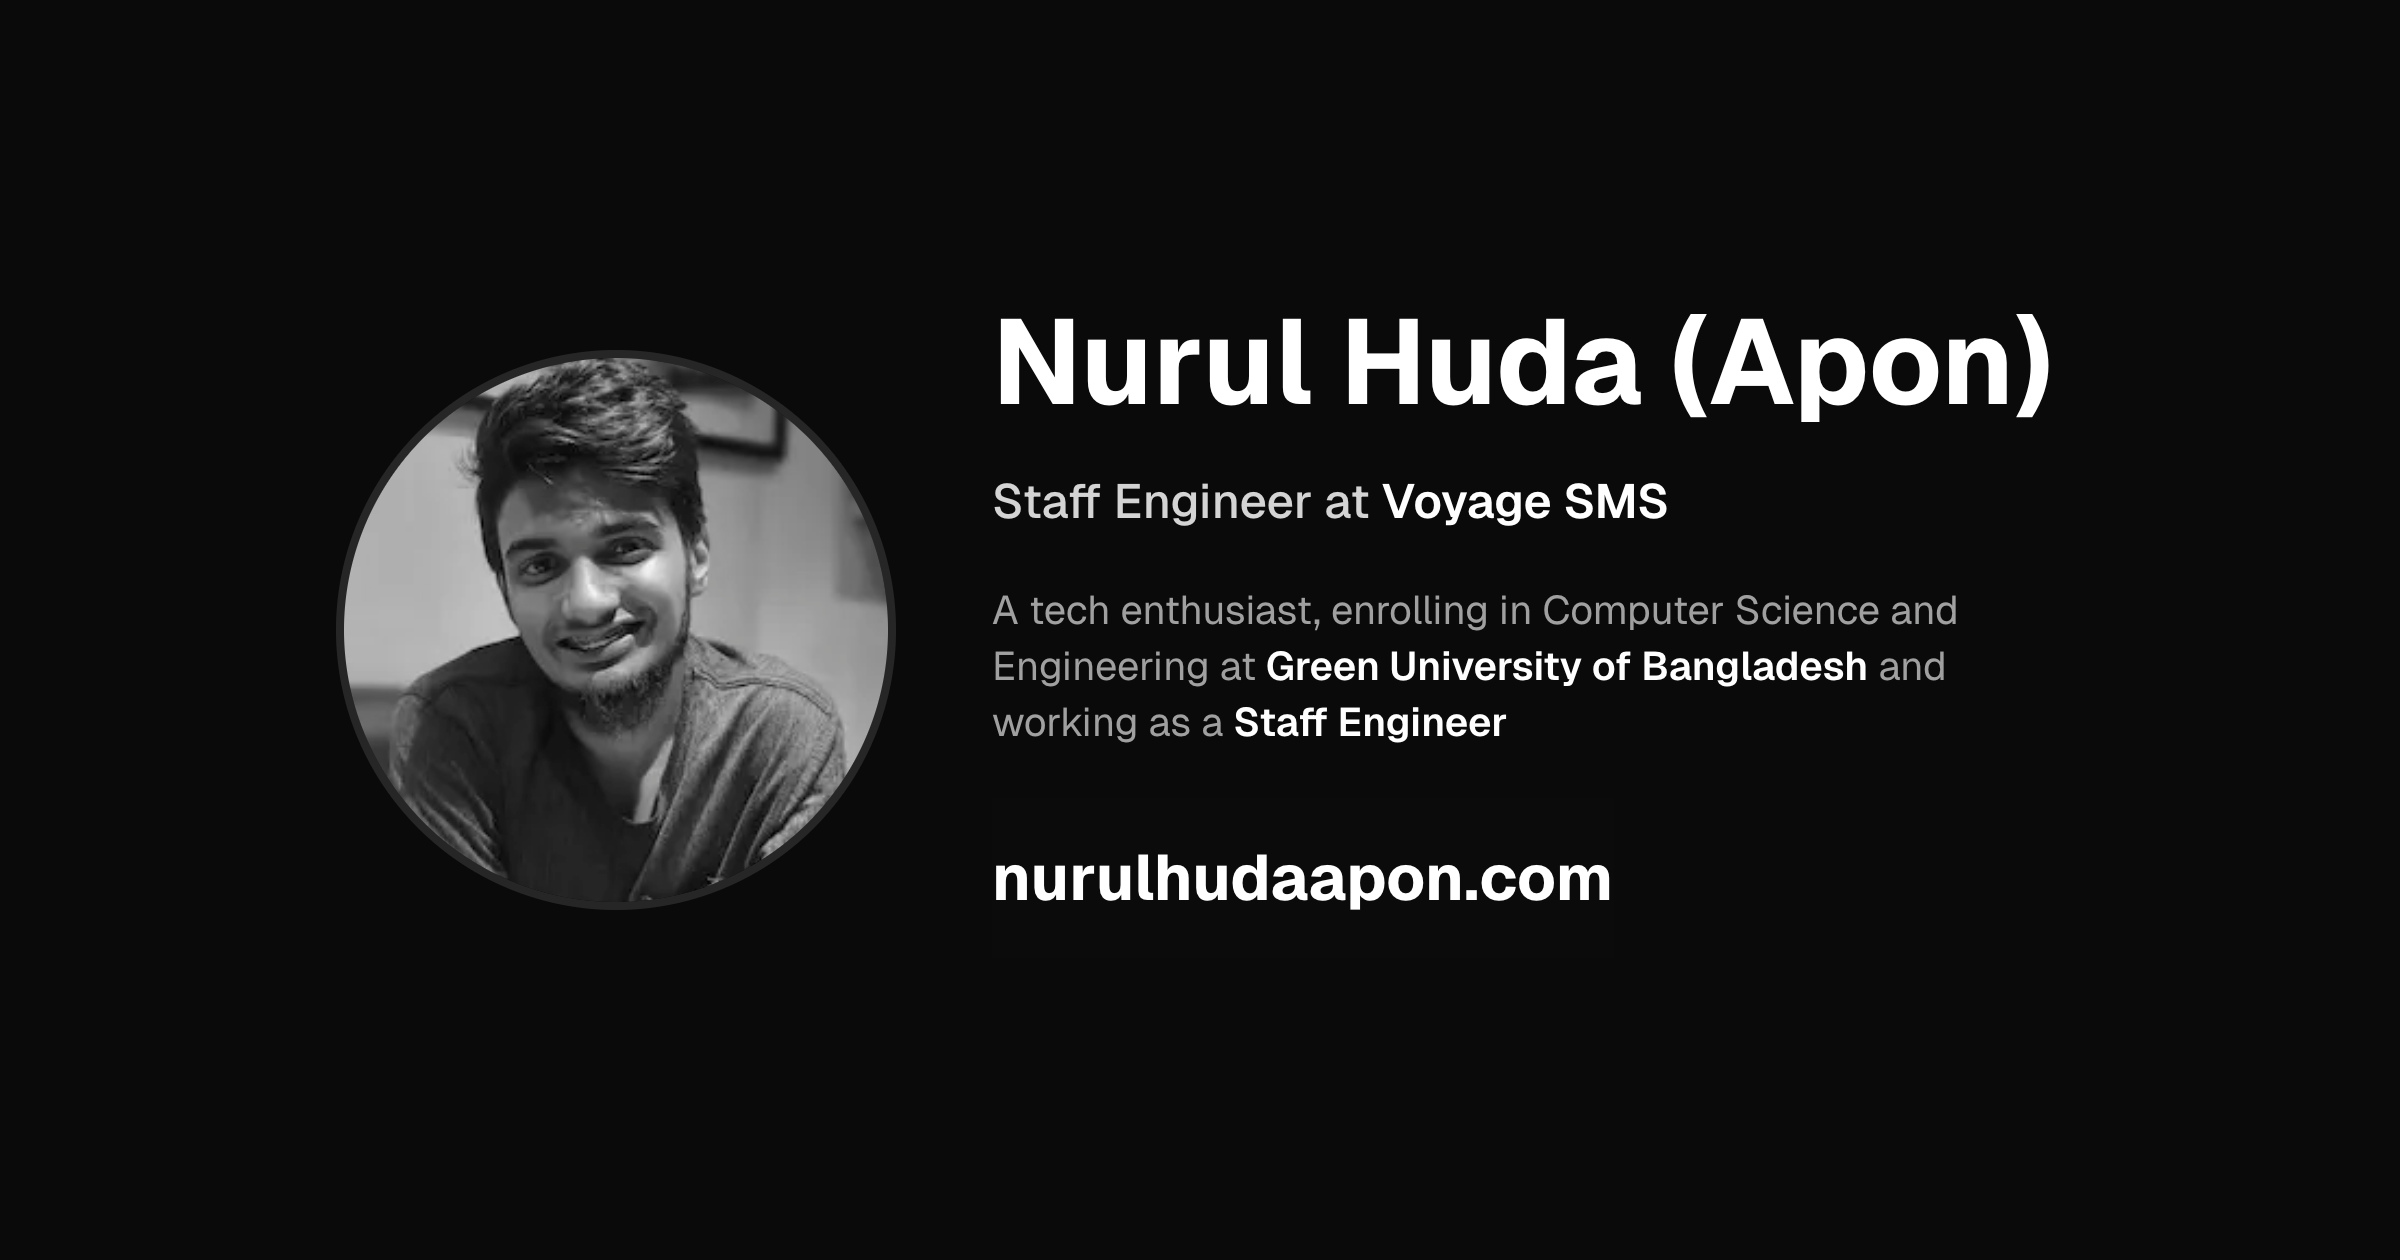 Nurul Huda (Apon)
Staff Engineer at Voyage SMS
A tech enthusiast, enrolling in Computer Science and
Engineering at Green University of Bangladesh and
working as a Staff Engineer
nurulhudaapon.com